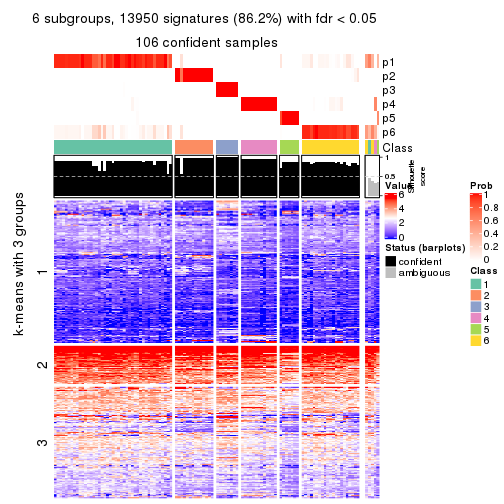 6 subgroups, 13950 signatures (86.2%) with fdr < 0.05
106 confident samples
p1
p2
p3
p4
p5
p6
Class
1
0.5
0
Silhouette
score
k-means with 3 groups
1
2
3
Value
6
4
2
0
Status (barplots)
confident
ambiguous
Prob
1
0.8
0.6
0.4
0.2
0
Class
1
2
3
4
5
6